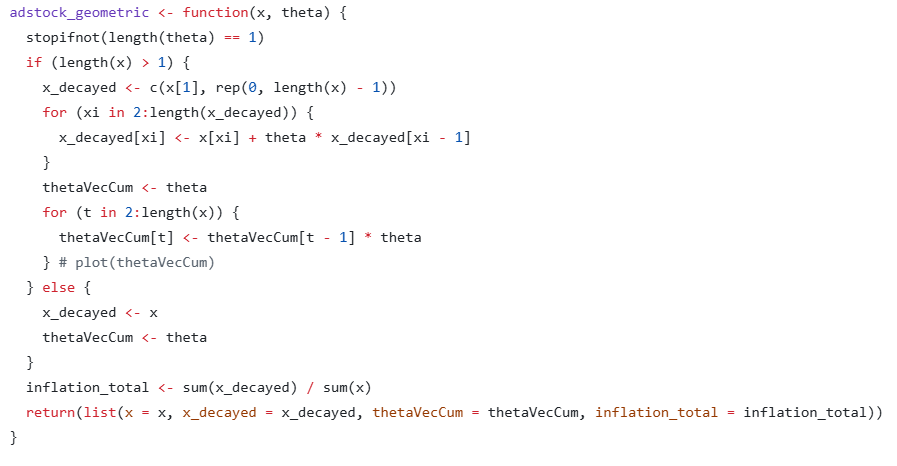 adstock_geometric <- function(x, theta) {
  stopifnot(length(theta) == 1)
  if (length(x) > 1) {
    x_decayed <- c(x[1], rep(0, length(x) - 1))
    for (xi in 2:length(x_decayed)) {
      x_decayed[xi] <- x[xi] + theta * x_decayed[xi - 1]
    }
    thetaVecCum <- theta
    for (t in 2:length(x)) {
      thetaVecCum[t] <- thetaVecCum[t - 1] * theta
    } # plot(thetaVecCum)
  } else {
    x_decayed <- x
    thetaVecCum <- theta
  }
  inflation_total <- sum(x_decayed) / sum(x)
  return(list(x = x, x_decayed = x_decayed, thetaVecCum = thetaVecCum, inflation_total = inflation_total))
}